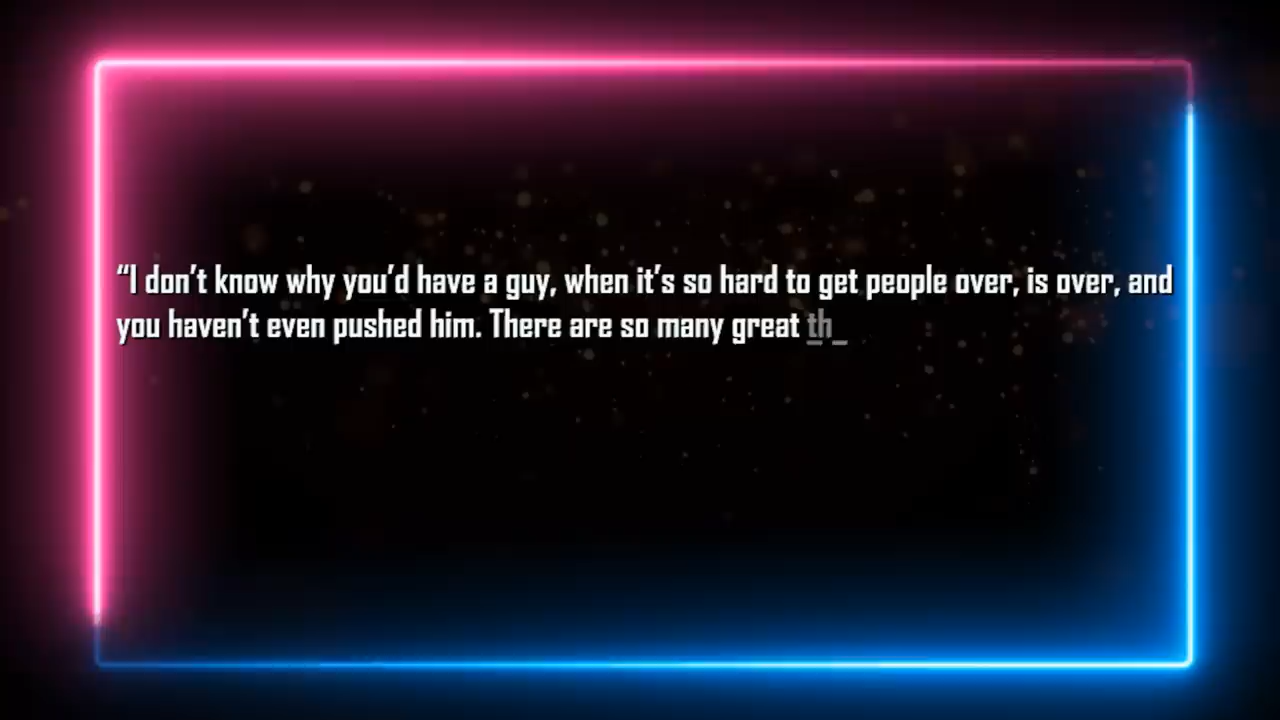 “I don’t know why you’d have a guy, when it’s so hard to get people over, is over, and
you haven’t even pushed him. There are so many great th_